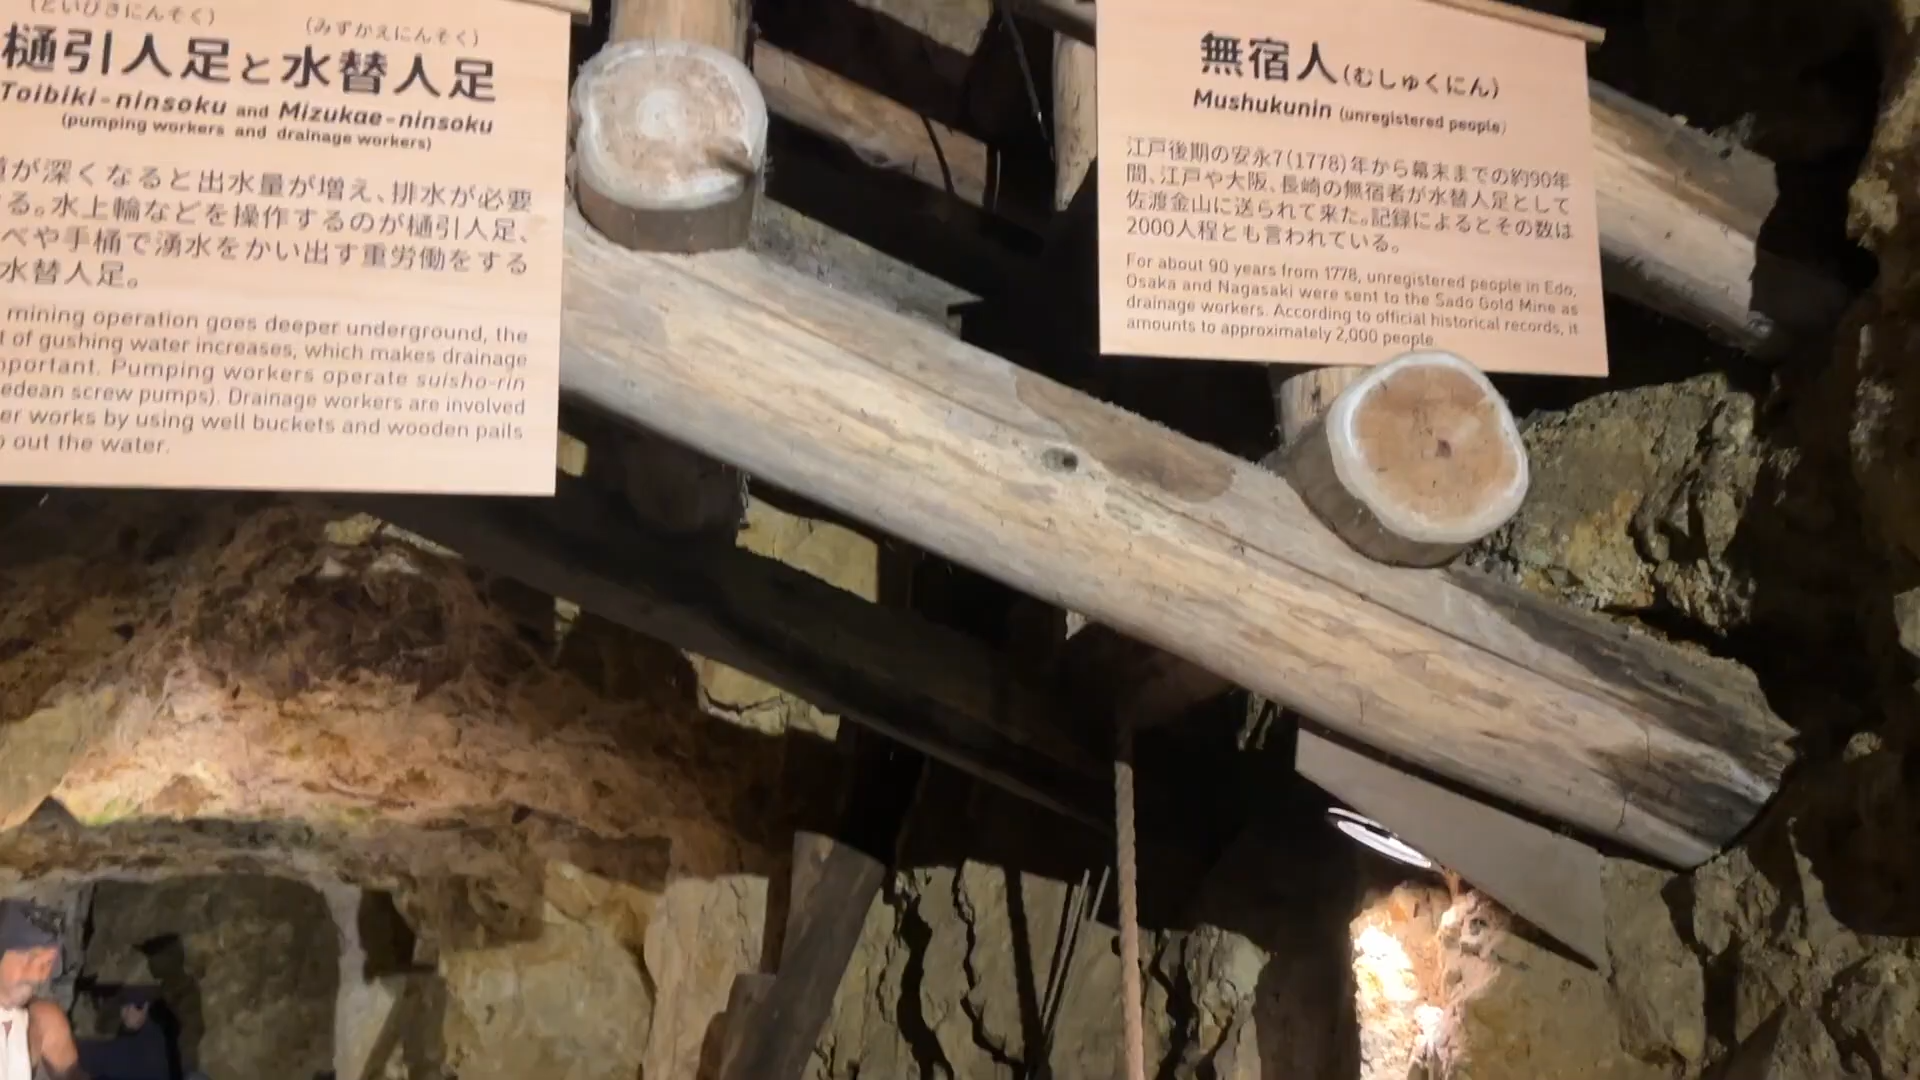 (といびきにんそく)
(みずかえにんそく)
樋引人足と水替人足
Toibiki-ninsoku and Mizukae-ninsoku
(pumping workers and drainage workers)
が深くなると出水量が増え、排水が必要
る。水上輪などを操作するのが樋引人足、
べや手桶で湧水をかい出す重労働をする
水替人足。
mining operation goes deeper underground, the
t of gushing water increases, which makes drainage
portant. Pumping workers operate suisho-rin
edean screw pumps). Drainage workers are involved
er works by using well buckets and wooden pails
out the water.
無宿人(むしゅくにん)
Mushukunin (unregistered people)
江戸後期の安永7(1778)年から幕末までの約90年
間、江戸や大阪、長崎の無宿者が水替人足として
佐渡金山に送られて来た。記録によるとその数は
2000人程とも言われている。
For about 90 years from 1778, unregistered people in Edo,
Osaka and Nagasaki were sent to the Sado Gold Mine as
drainage workers. According to official historical records, it
amounts to approximately 2,000 people.